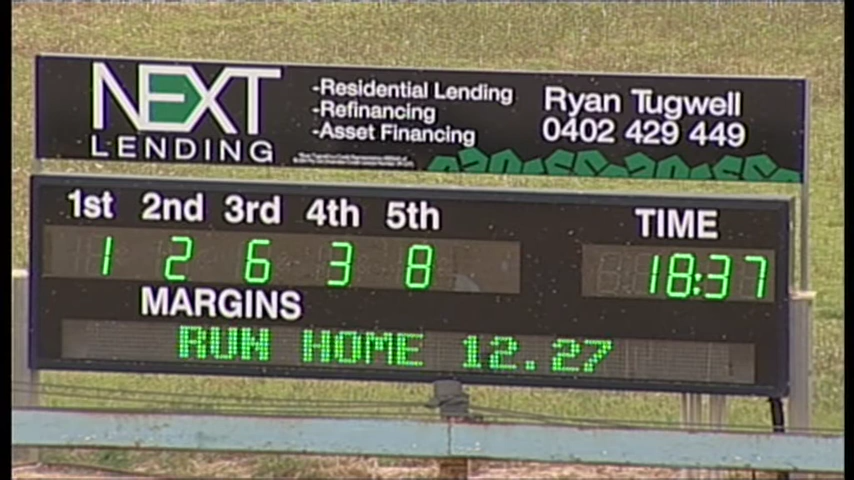 NEXT
LENDING
-Residential Lending
-Refinancing
-Asset Financing
Ryan Tugwell
0402 429 449
1st 2nd 3rd 4th 5th TIME
1 2 6 3 8 18:37
MARGINS
RUN HOME 12.27